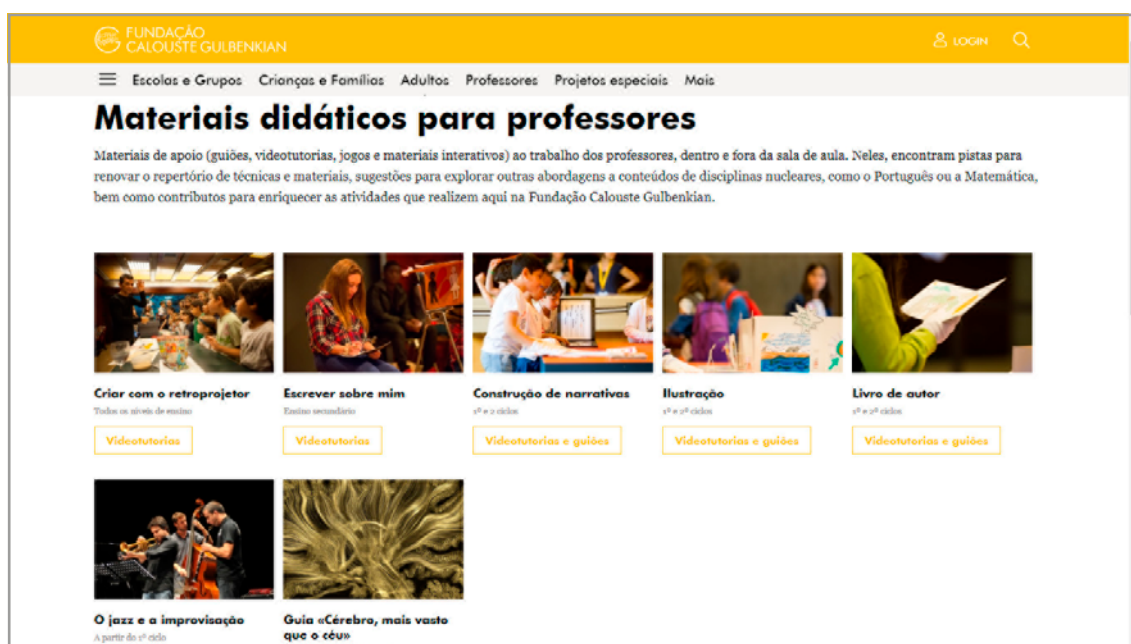 FUNDAÇÃO
CALOUSTE GULBENKIAN
LOGIN
Escolas e Grupos Crianças e Famílias Adultos Professores Projetos especiais Mais
Materiais didáticos para professores
Materiais de apoio (guiões, videotutorias, jogos e materiais interativos) ao trabalho dos professores, dentro e fora da sala de aula. Neles, encontram pistas para
renovar o repertório de técnicas e materiais, sugestões para explorar outras abordagens a conteúdos de disciplinas nucleares, como o Português ou a Matemática,
bem como contributos para enriquecer as atividades que realizem aqui na Fundação Calouste Gulbenkian.
Criar com o retroprojetor
Todos os níveis de ensino
Videotutorias
Escrever sobre mim
Ensino secundário
Videotutorias
Construção de narrativas
1º e 2 ciclos
Videotutorias e guiões
Ilustração
1º e 2º ciclos
Videotutorias e guiões
Livro de autor
1º e 2º ciclos
Videotutorias e guiões
O jazz e a improvisação
A partir do 1º ciclo
Guia «Cérebro, mais vasto
que o céu»